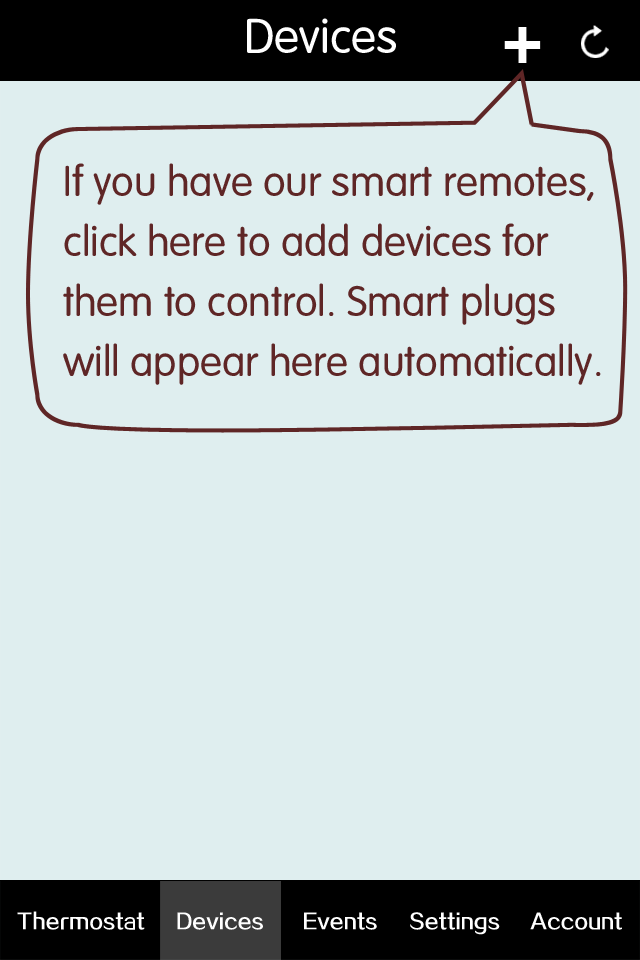 Devices
If you have our smart remotes,
click here to add devices for
them to control. Smart plugs
will appear here automatically.
Thermostat Devices Events Settings Account